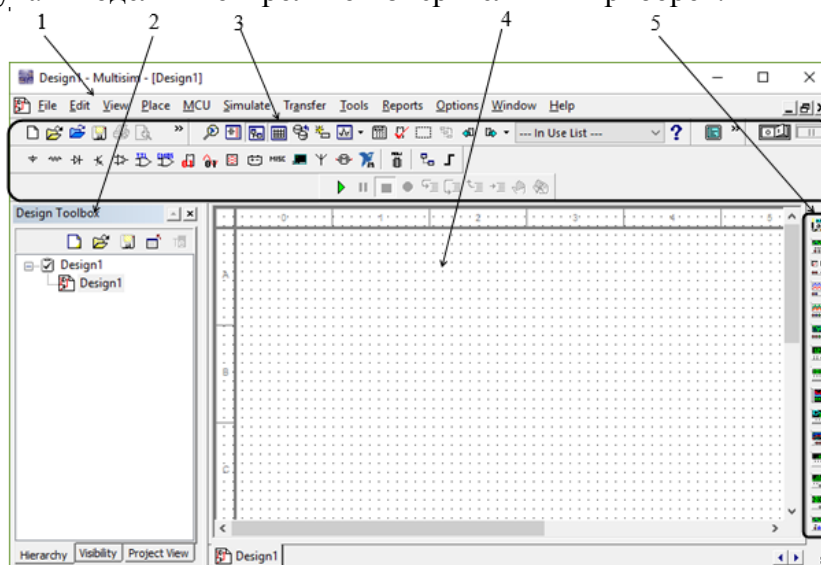 1 2 3 4 5
Design1 - Multisim - [Design1]
File Edit View Place MCU Simulate Transfer Tools Reports Options Window Help
--- In Use List ---
MISC
Design Toolbox
0 1 2 3 4 5
Design1
Design1
A
B
C
Hierarchy Visibility Project View
Design1